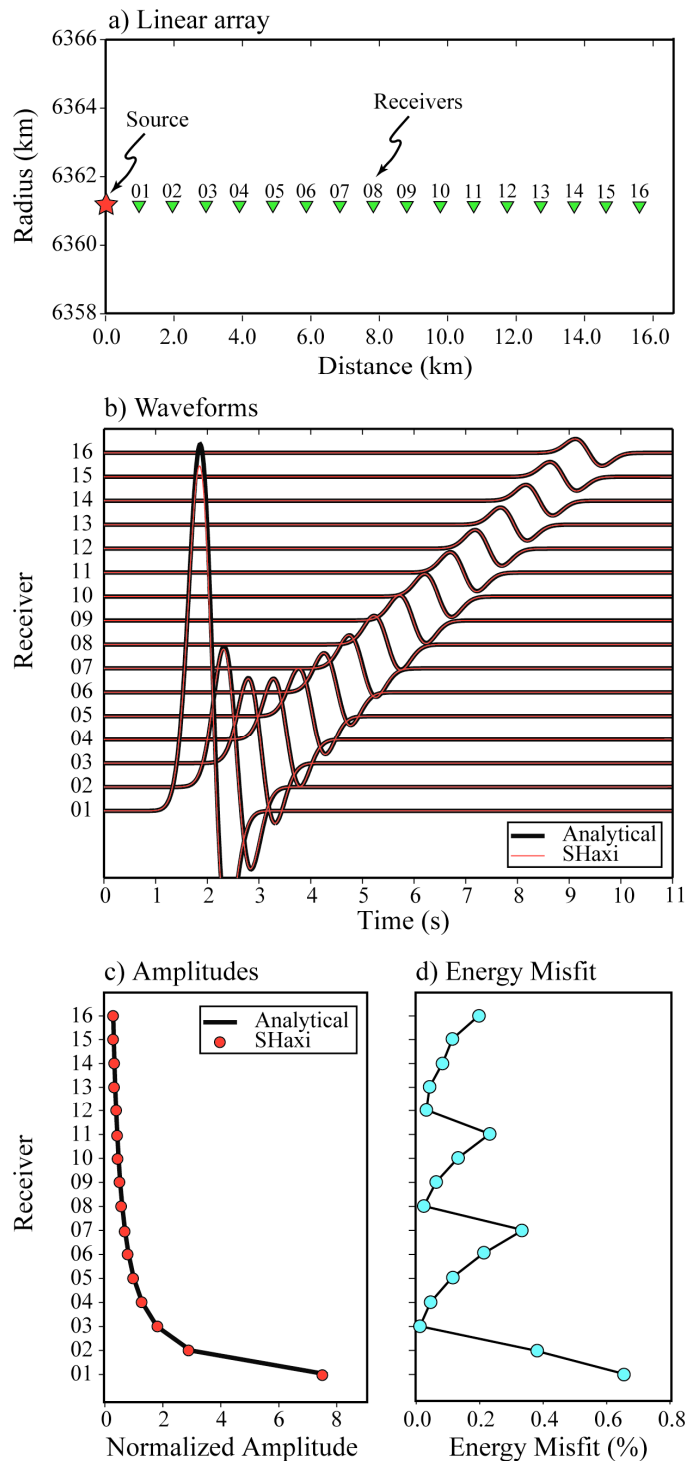 a) Linear array
6366
6364
6362
6360
6358
Radius (km)
Source
Receivers
01 02 03 04 05 06 07 08 09 10 11 12 13 14 15 16
0.0 2.0 4.0 6.0 8.0 10.0 12.0 14.0 16.0
Distance (km)
b) Waveforms
16
15
14
13
12
11
10
09
08
07
06
05
04
03
02
01
Receiver
Analytical
SHaxi
0 1 2 3 4 5 6 7 8 9 10 11
Time (s)
c) Amplitudes
16
15
14
13
12
11
10
09
08
07
06
05
04
03
02
01
Receiver
Analytical
SHaxi
0 2 4 6 8
Normalized Amplitude
d) Energy Misfit
0.0 0.2 0.4 0.6 0.8
Energy Misfit (%)